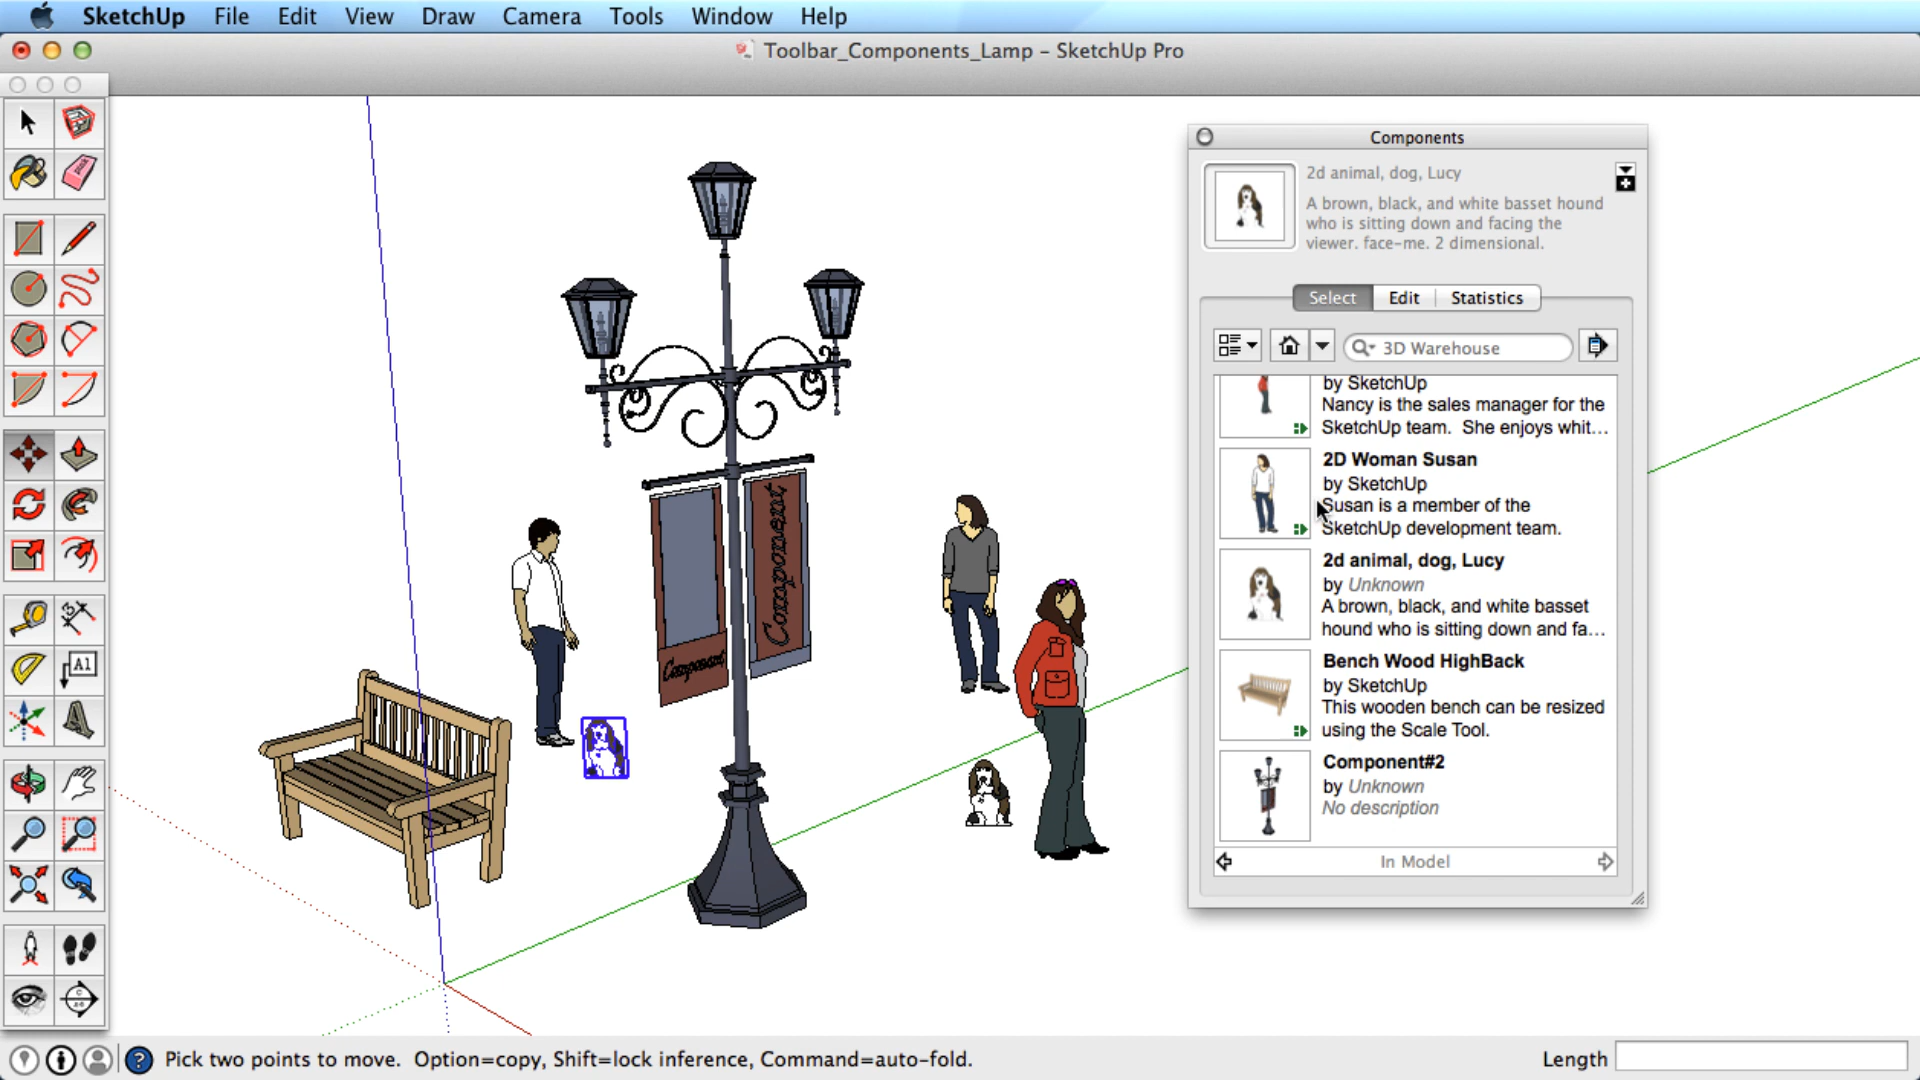 SketchUp File Edit View Draw Camera Tools Window Help
Toolbar_Components_Lamp – SketchUp Pro
Components
2d animal, dog, Lucy
A brown, black, and white basset hound
who is sitting down and facing the
viewer. face-me. 2 dimensional.
Select Edit Statistics
3D Warehouse
by SketchUp
Nancy is the sales manager for the
SketchUp team. She enjoys whit...
2D Woman Susan
by SketchUp
Susan is a member of the
SketchUp development team.
2d animal, dog, Lucy
by Unknown
A brown, black, and white basset
hound who is sitting down and fa...
Bench Wood HighBack
by SketchUp
This wooden bench can be resized
using the Scale Tool.
Component#2
by Unknown
No description
In Model
Component
Component
A1
Pick two points to move. Option=copy, Shift=lock inference, Command=auto-fold.
Length